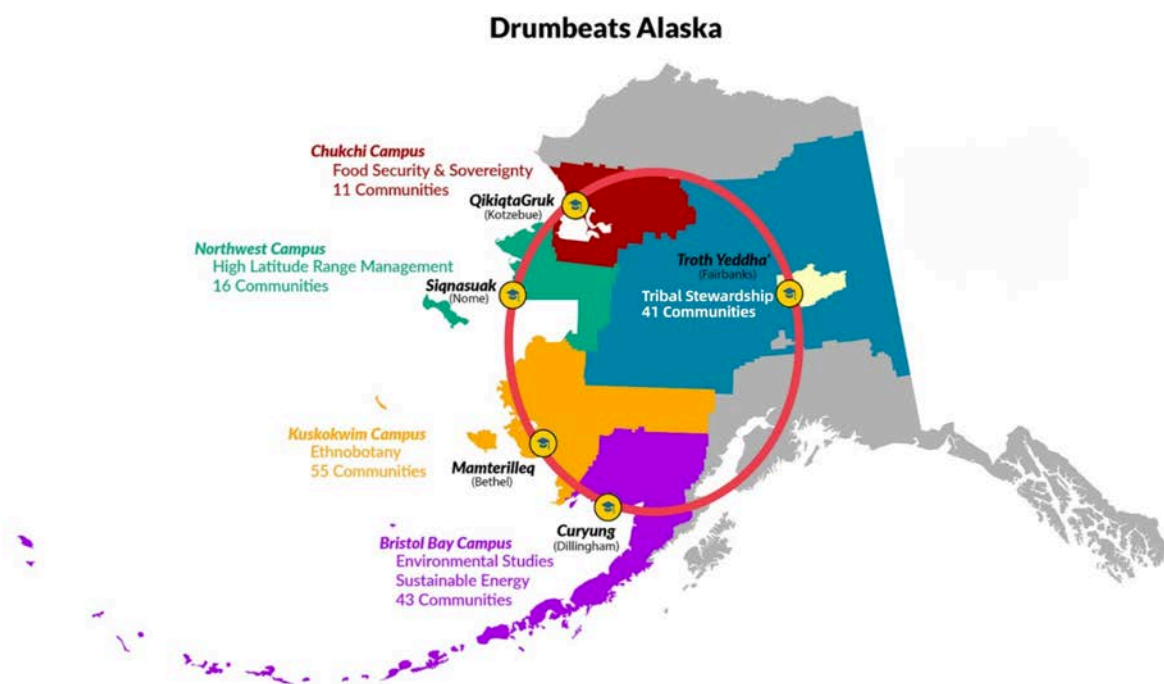 Drumbeats Alaska
Chukchi Campus
Food Security & Sovereignty
11 Communities
QikiqtaGruk
(Kotzebue)
Northwest Campus
High Latitude Range Management
16 Communities
Siqnasuak
(Nome)
Troth Yeddha'
(Fairbanks)
Tribal Stewardship
41 Communities
Kuskokwim Campus
Ethnobotany
55 Communities
Mamterilleq
(Bethel)
Curyung
(Dillingham)
Bristol Bay Campus
Environmental Studies
Sustainable Energy
43 Communities